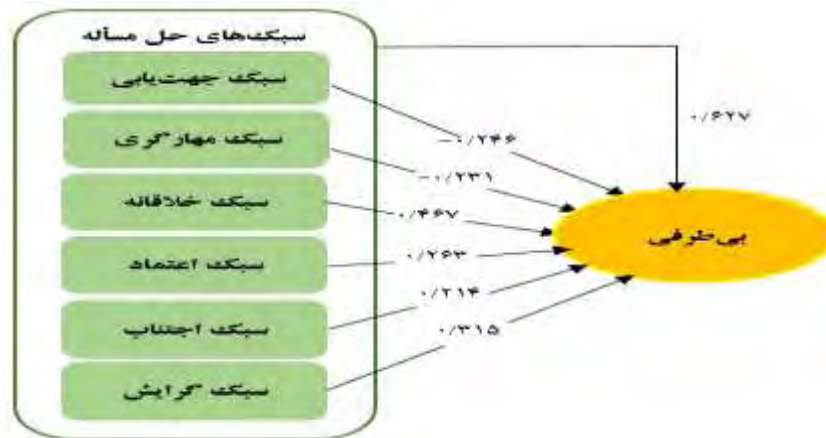 سبک‌های حل مسأله
سبک جهت‌یابی
سبک مهارگری
سبک خلاقانه
سبک اعتماد
سبک اجتناب
سبک گرایش
-۰/۲۴۶
-۰/۲۳۱
۰/۴۶۷
۰/۲۶۳
۰/۲۱۴
۰/۳۱۵
۰/۶۲۷
بی‌طرفی